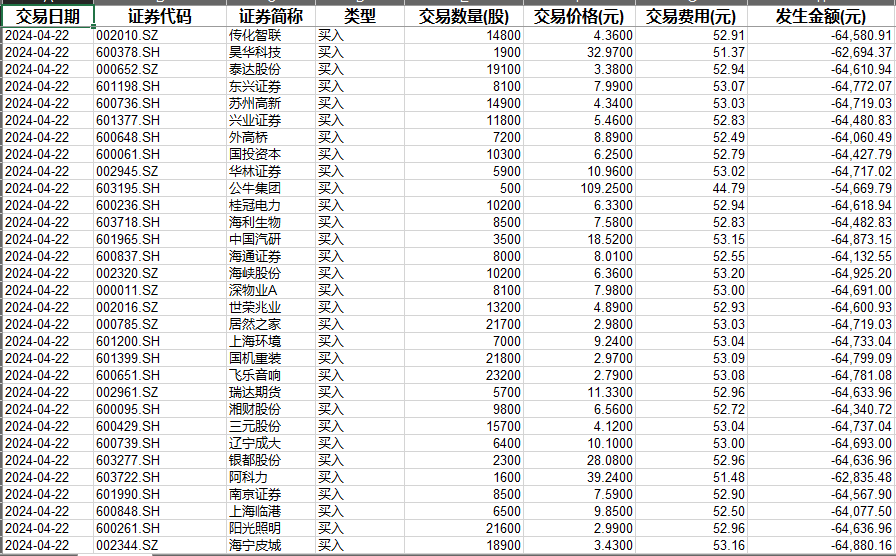 交易日期 证券代码 证券简称 类型 交易数量(股) 交易价格(元) 交易费用(元) 发生金额(元)
2024-04-22 002010.SZ 传化智联 买入 14800 4.3600 52.91 -64,580.91
2024-04-22 600378.SH 昊华科技 买入 1900 32.9700 51.37 -62,694.37
2024-04-22 000652.SZ 泰达股份 买入 19100 3.3800 52.94 -64,610.94
2024-04-22 601198.SH 东兴证券 买入 8100 7.9900 53.07 -64,772.07
2024-04-22 600736.SH 苏州高新 买入 14900 4.3400 53.03 -64,719.03
2024-04-22 601377.SH 兴业证券 买入 11800 5.4600 52.83 -64,480.83
2024-04-22 600648.SH 外高桥 买入 7200 8.8900 52.49 -64,060.49
2024-04-22 600061.SH 国投资本 买入 10300 6.2500 52.79 -64,427.79
2024-04-22 002945.SZ 华林证券 买入 5900 10.9600 53.02 -64,717.02
2024-04-22 603195.SH 公牛集团 买入 500 109.2500 44.79 -54,669.79
2024-04-22 600236.SH 桂冠电力 买入 10200 6.3300 52.94 -64,618.94
2024-04-22 603718.SH 海利生物 买入 8500 7.5800 52.83 -64,482.83
2024-04-22 601965.SH 中国汽研 买入 3500 18.5200 53.15 -64,873.15
2024-04-22 600837.SH 海通证券 买入 8000 8.0100 52.55 -64,132.55
2024-04-22 002320.SZ 海峡股份 买入 10200 6.3600 53.20 -64,925.20
2024-04-22 000011.SZ 深物业A 买入 8100 7.9800 53.00 -64,691.00
2024-04-22 002016.SZ 世荣兆业 买入 13200 4.8900 52.93 -64,600.93
2024-04-22 000785.SZ 居然之家 买入 21700 2.9800 53.03 -64,719.03
2024-04-22 601200.SH 上海环境 买入 7000 9.2400 53.04 -64,733.04
2024-04-22 601399.SH 国机重装 买入 21800 2.9700 53.09 -64,799.09
2024-04-22 600651.SH 飞乐音响 买入 23200 2.7900 53.08 -64,781.08
2024-04-22 002961.SZ 瑞达期货 买入 5700 11.3300 52.96 -64,633.96
2024-04-22 600095.SH 湘财股份 买入 9800 6.5600 52.72 -64,340.72
2024-04-22 600429.SH 三元股份 买入 15700 4.1200 53.04 -64,737.04
2024-04-22 600739.SH 辽宁成大 买入 6400 10.1000 53.00 -64,693.00
2024-04-22 603277.SH 银都股份 买入 2300 28.0800 52.96 -64,636.96
2024-04-22 603722.SH 阿科力 买入 1600 39.2400 51.48 -62,835.48
2024-04-22 601990.SH 南京证券 买入 8500 7.5900 52.90 -64,567.90
2024-04-22 600848.SH 上海临港 买入 6500 9.8500 52.50 -64,077.50
2024-04-22 600261.SH 阳光照明 买入 21600 2.9900 52.96 -64,636.96
2024-04-22 002344.SZ 海宁皮城 买入 18900 3.4300 53.16 -64,880.16